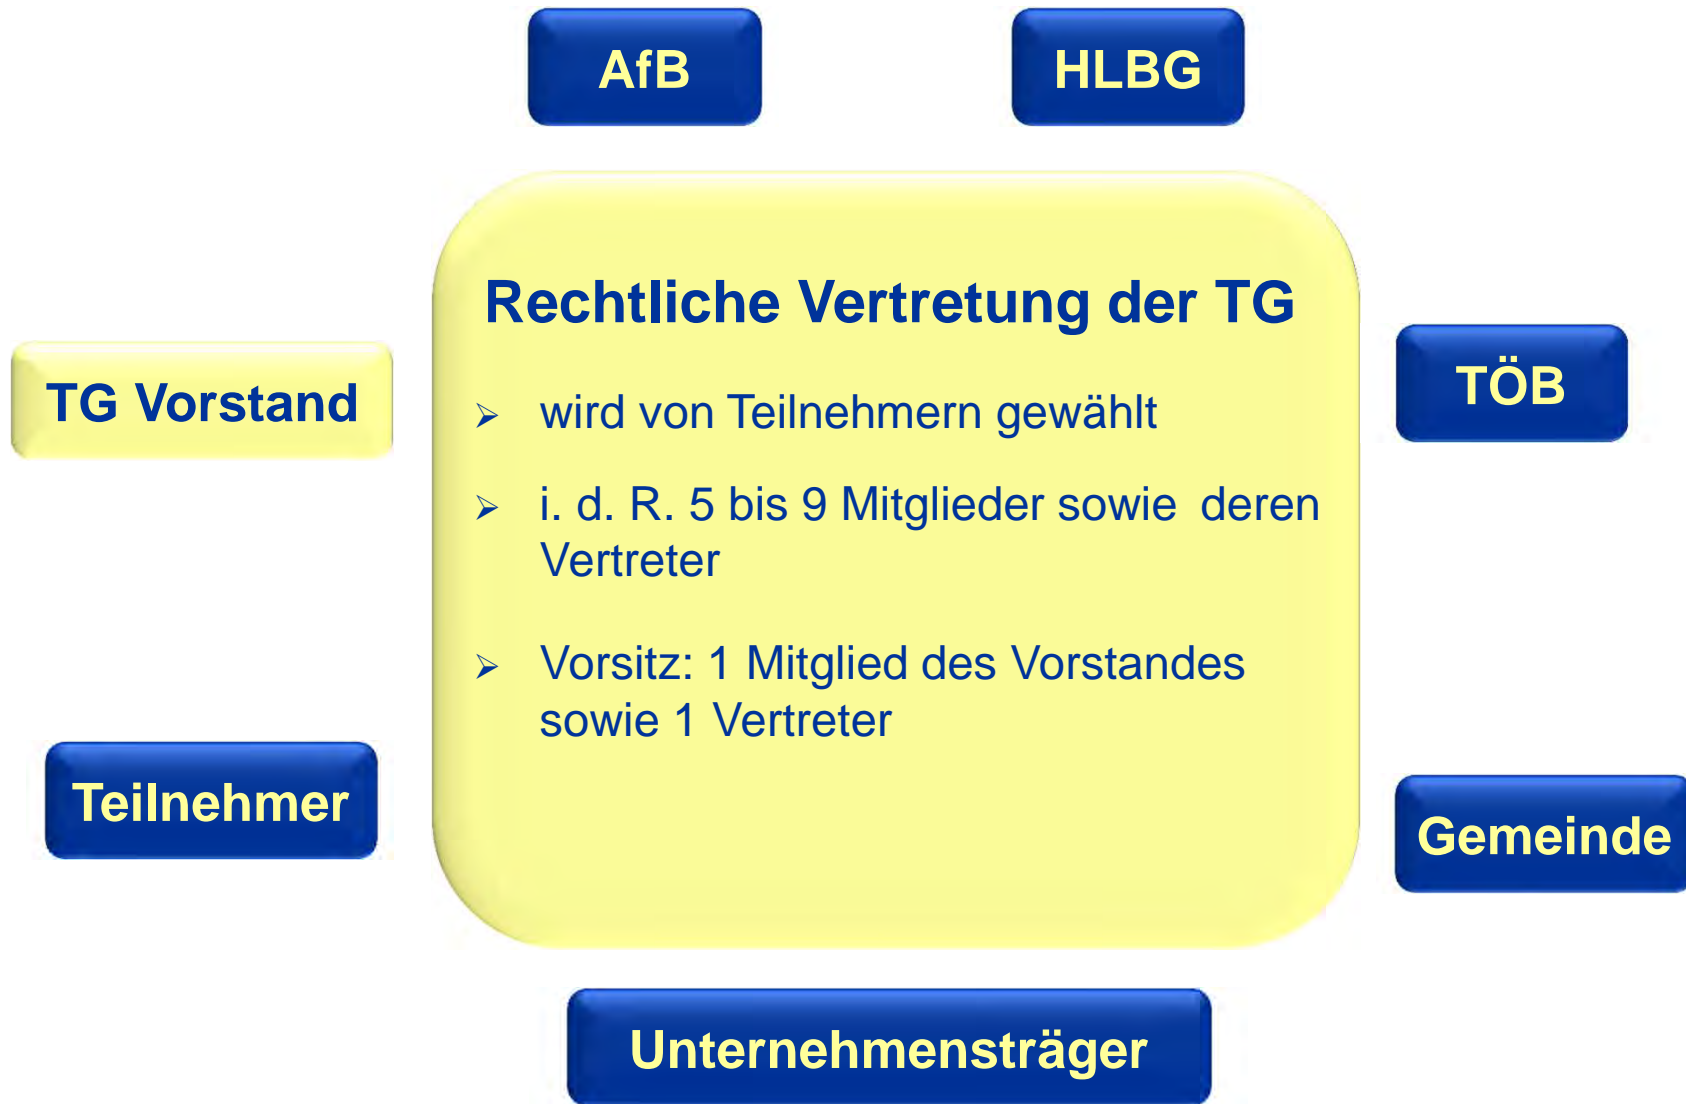 AfB
HLBG
Rechtliche Vertretung der TG
TG Vorstand
➢ wird von Teilnehmern gewählt
➢ i. d. R. 5 bis 9 Mitglieder sowie deren
Vertreter
➢ Vorsitz: 1 Mitglied des Vorstandes
sowie 1 Vertreter
TÖB
Teilnehmer
Gemeinde
Unternehmensträger